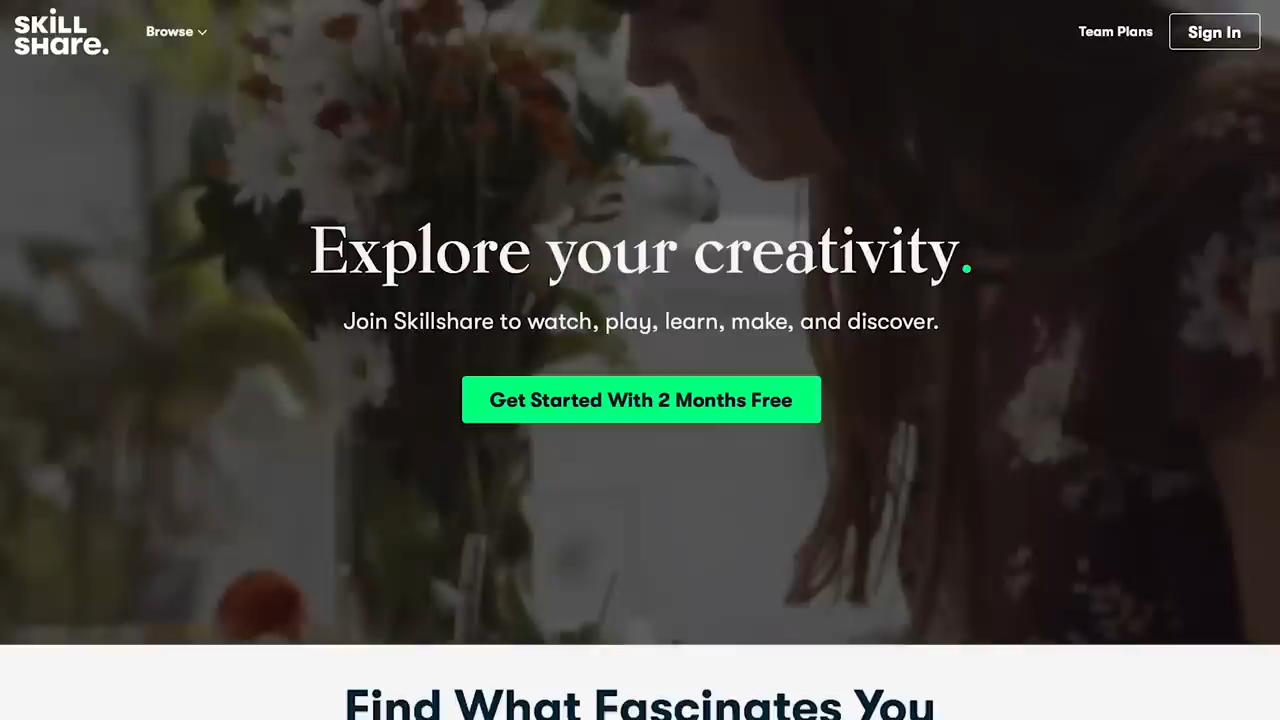 SKiLL
SHare.
Browse
Team Plans
Sign In
Explore your creativity.
Join Skillshare to watch, play, learn, make, and discover.
Get Started With 2 Months Free
Find What Fascinates You